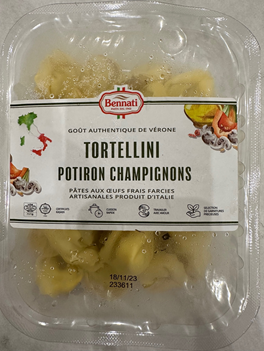 Bennati
GOÛT AUTHENTIQUE DE VÉRONE
TORTELLINI
POTIRON CHAMPIGNONS
PÂTES AUX ŒUFS FRAIS FARCIES
ARTISANALES PRODUIT D'ITALIE
18/11/23
233611